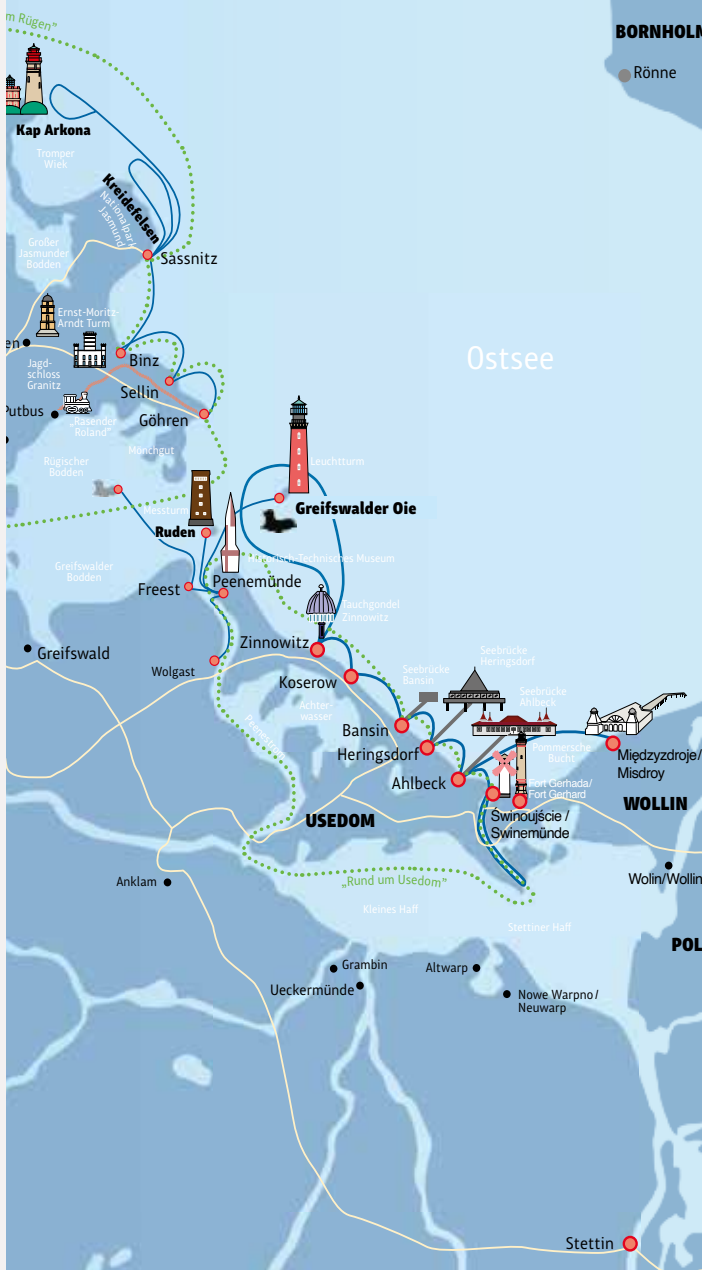 m Rügen"
BORNHOLM
Rönne
Kap Arkona
Tromper
Wiek
Kreidefelsen
Nationalpark
Jasmund
Großer
Jasmunder
Bodden
Sassnitz
Ernst-Moritz-
Arndt Turm
en
Binz
Ostsee
Jagd-
schloss
Granitz
Sellin
Putbus
Göhren
„Rasender
Roland"
Mönchgut
Leuchtturm
Rügischer
Bodden
Messturm
Greifswalder Oie
Ruden
Historisch-Technisches Museum
Greifswalder
Bodden
Peenemünde
Freest
Tauchgondel
Zinnowitz
Zinnowitz
Greifswald
Seebrücke
Heringsdorf
Wolgast
Seebrücke
Bansin
Koserow
Seebrücke
Ahlbeck
Achter-
wasser
Peenestrom
Bansin
Heringsdorf
Pommersche
Bucht
Międzyzdroje/
Misdroy
Ahlbeck
Fort Gerhada/
Fort Gerhard
WOLLIN
USEDOM
Świnoujście /
Swinemünde
Anklam
„Rund um Usedom"
Wolin/Wollin
Kleines Haff
Stettiner Haff
POL
Grambin
Altwarp
Ueckermünde
Nowe Warpno/
Neuwarp
Stettin